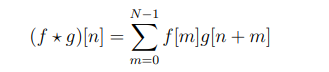 (f ⋆ g)[n] = ∑_{m=0}^{N−1} f[m]g[n + m]